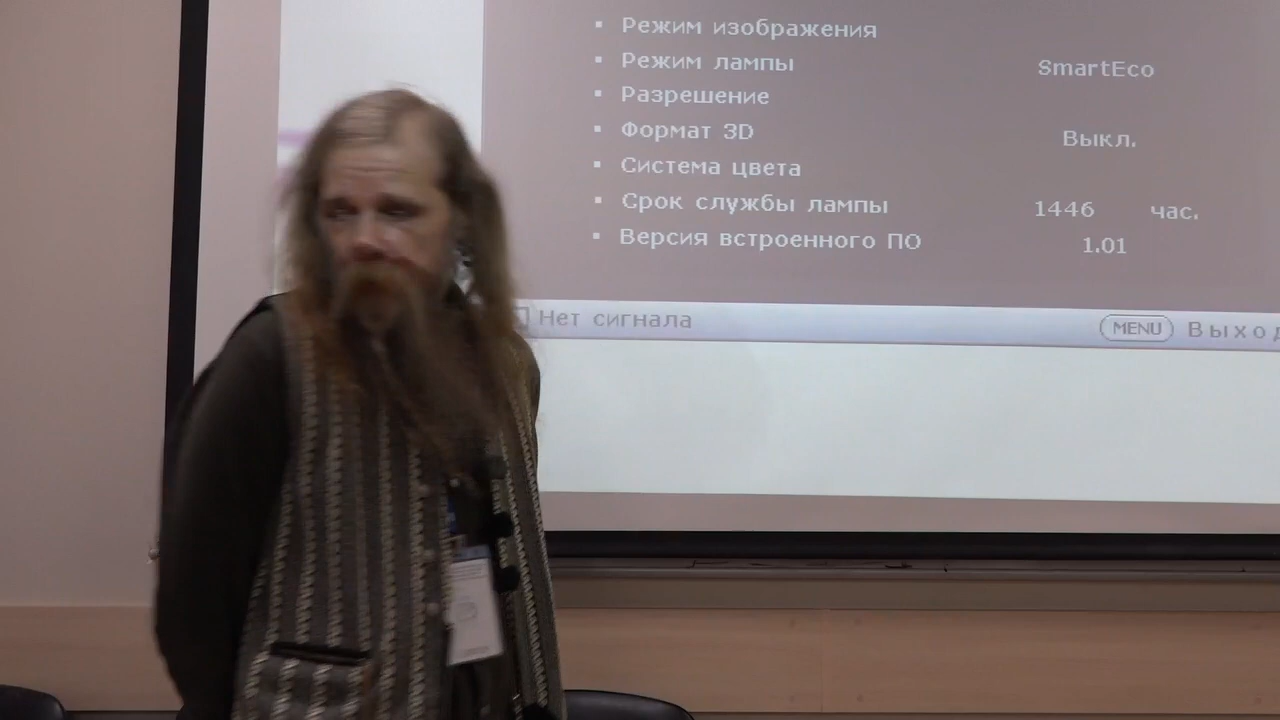 ▪ Режим изображения
▪ Режим лампы SmartEco
▪ Разрешение
▪ Формат 3D Выкл.
▪ Система цвета
▪ Срок службы лампы 1446 час.
▪ Версия встроенного ПО 1.01
Нет сигнала MENU Выход